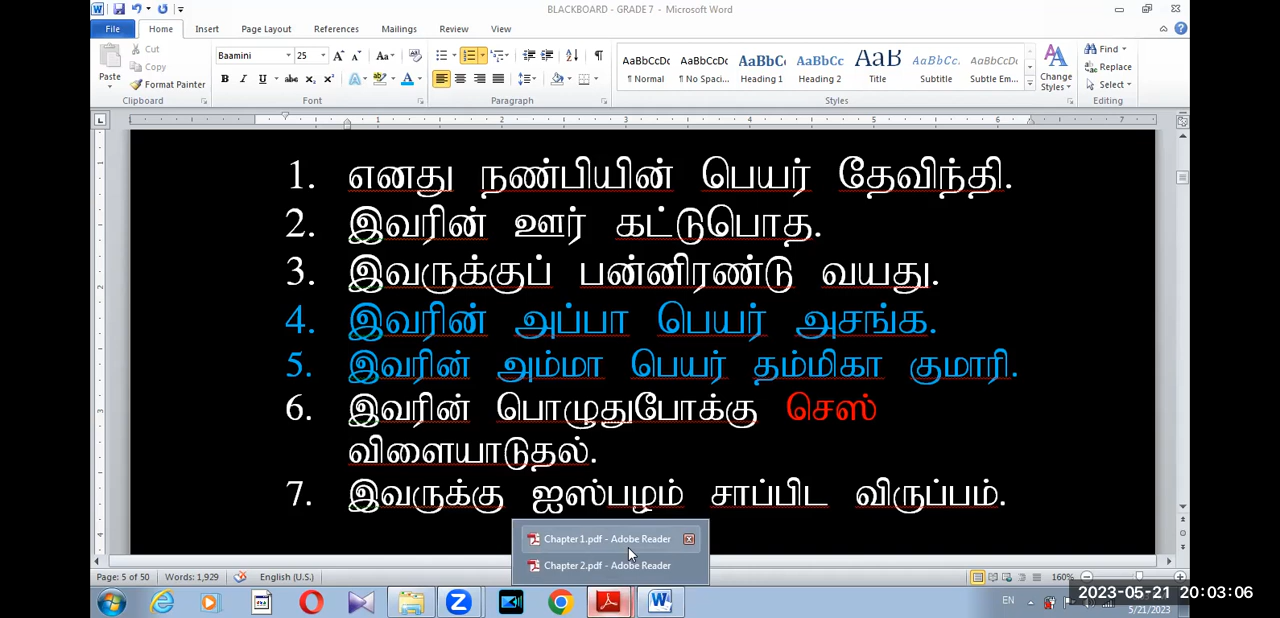 BLACKBOARD - GRADE 7 - Microsoft Word
File Home Insert Page Layout References Mailings Review View
Paste Cut Copy Format Painter
Baamini 25
AaBbCcDc AaBbCcDc AaBbC AaBbCc AaB AaBbCc. AaBbCcDc
¶ Normal ¶ No Spaci... Heading 1 Heading 2 Title Subtitle Subtle Em...
Change Styles
Find Replace Select
Clipboard Font Paragraph Styles Editing
1. எனது நண்பியின் பெயர் தேவிந்தி.
2. இவரின் ஊர் கட்டுபொத.
3. இவருக்குப் பன்னிரண்டு வயது.
4. இவரின் அப்பா பெயர் அசங்க.
5. இவரின் அம்மா பெயர் தம்மிகா குமாரி.
6. இவரின் பொழுதுபோக்கு செஸ்
விளையாடுதல்.
7. இவருக்கு ஐஸ்பழம் சாப்பிட விருப்பம்.
Chapter 1.pdf - Adobe Reader
Chapter 2.pdf - Adobe Reader
Page: 5 of 50 Words: 1,929 English (U.S.) 160%
EN
2023-05-21 20:03:06
5/21/2023